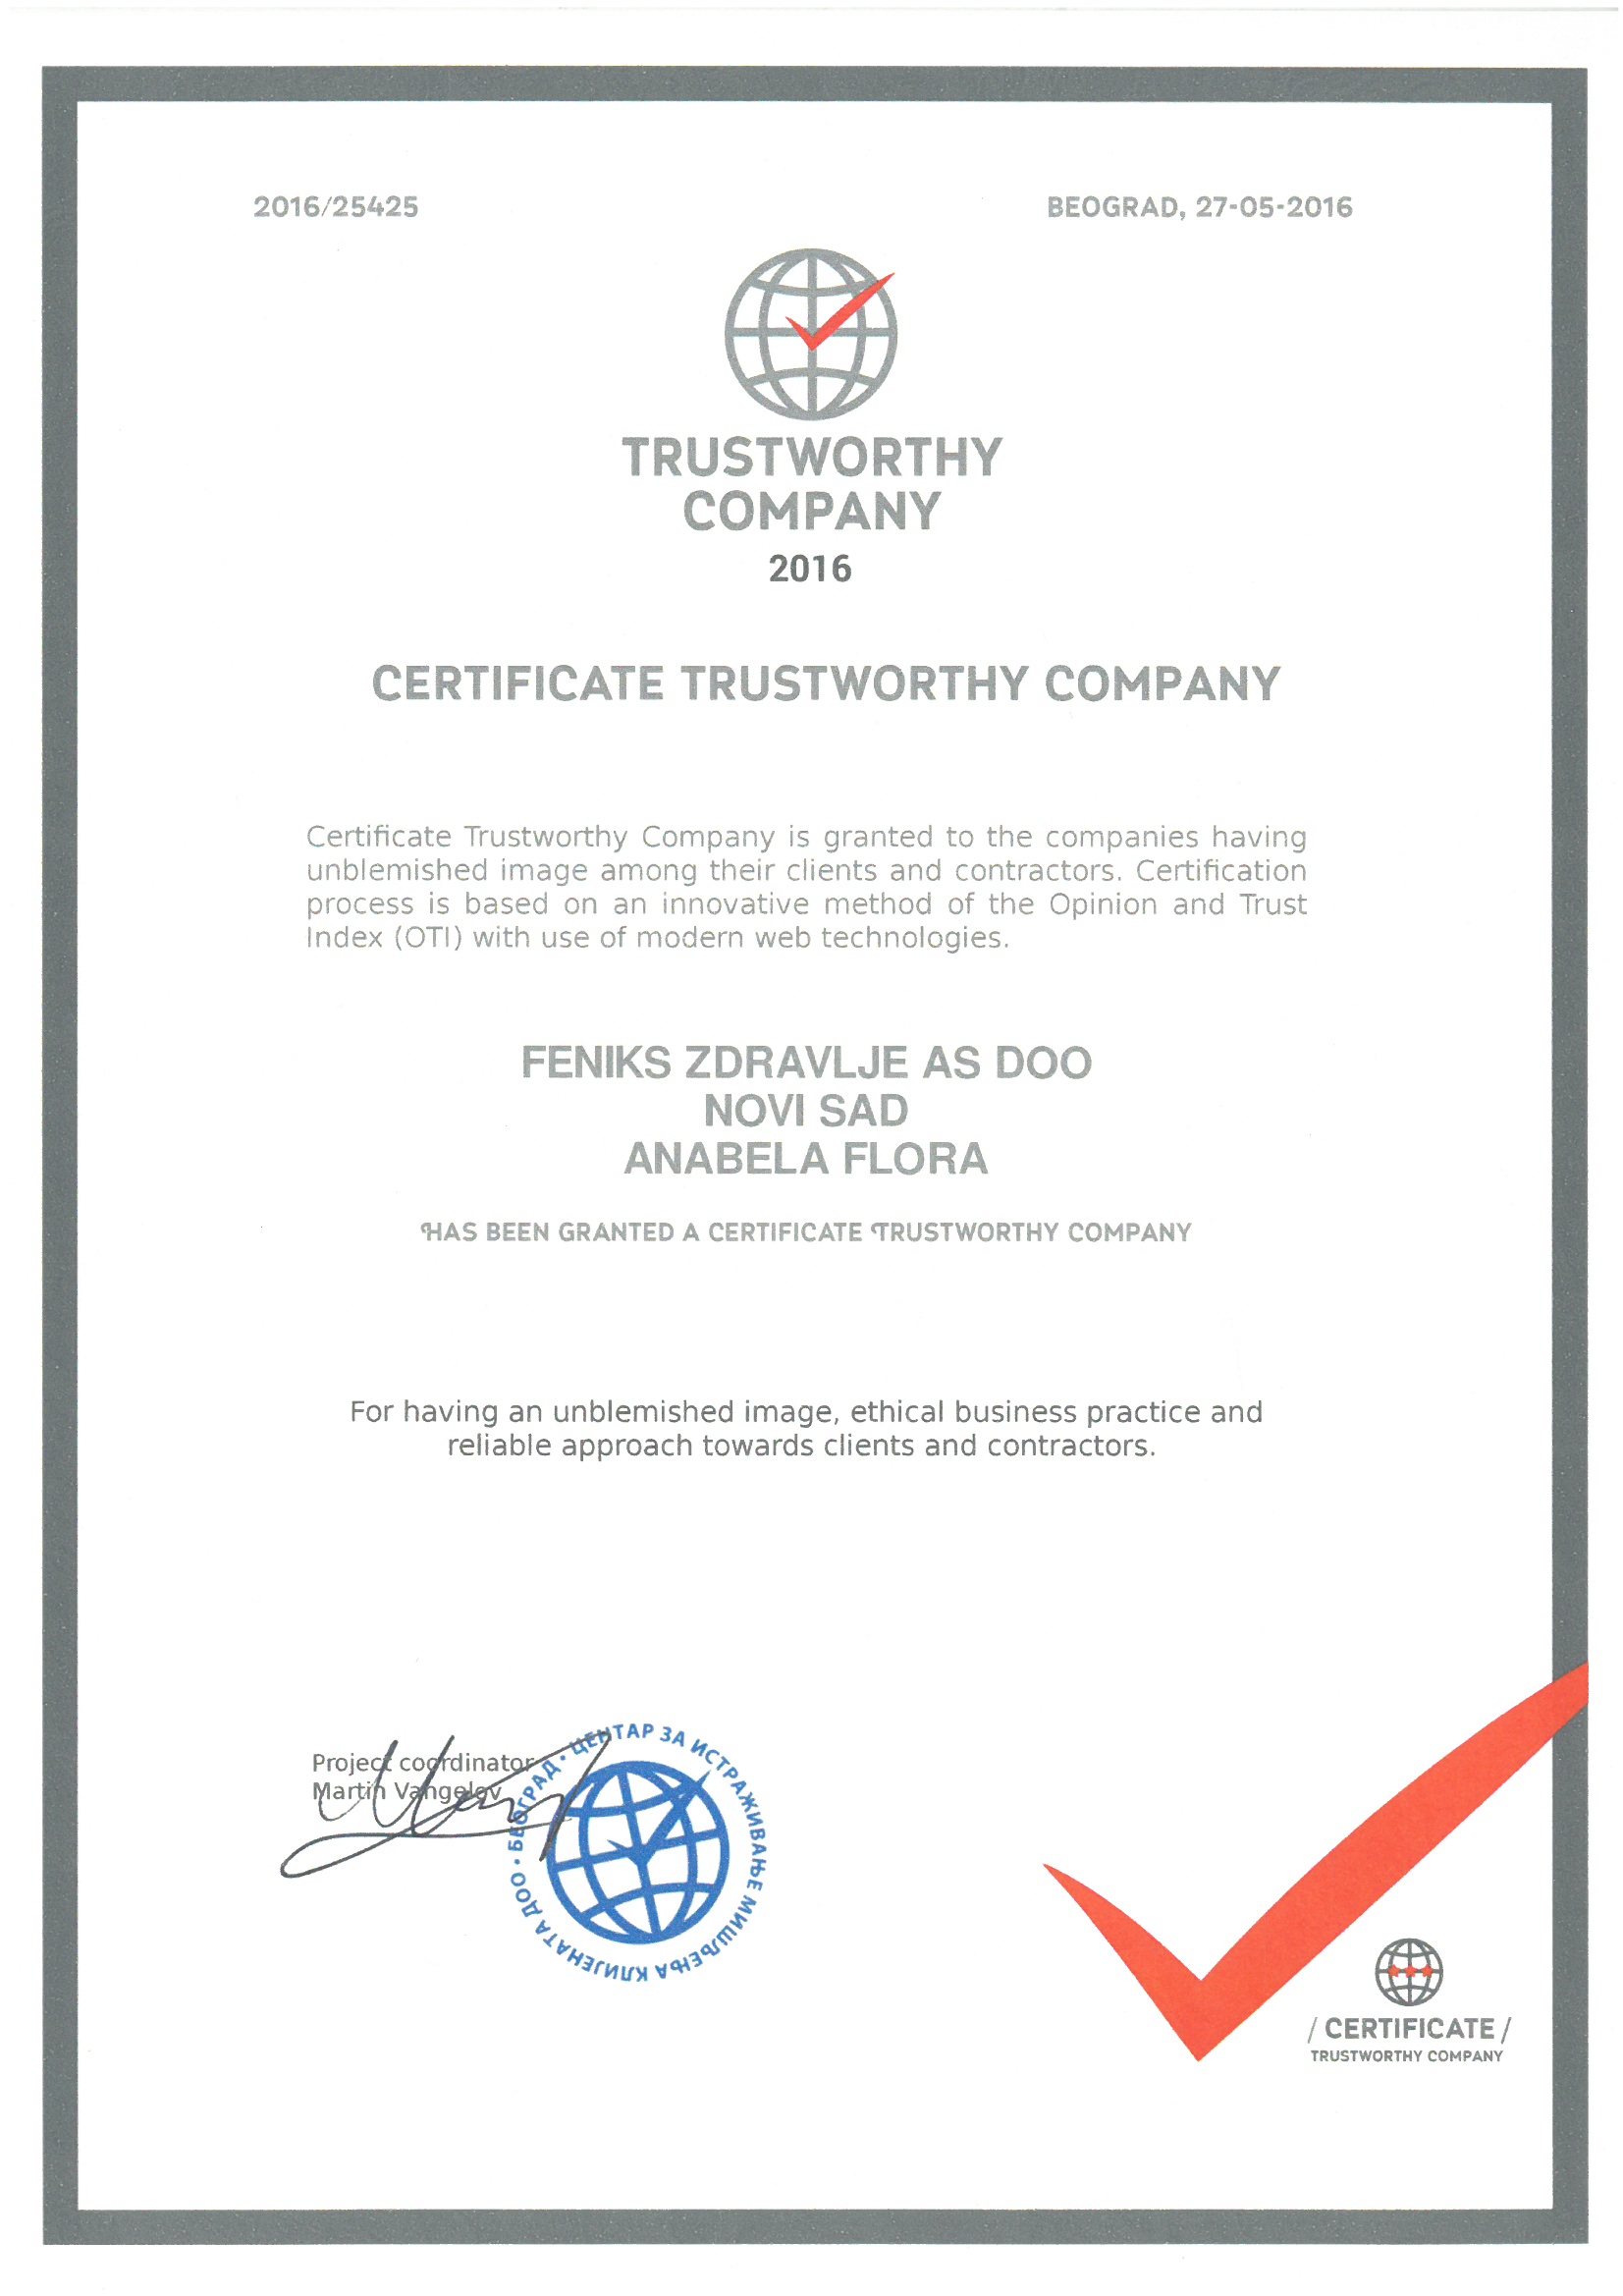 2016/25425
BEOGRAD, 27-05-2016
TRUSTWORTHY
COMPANY
2016
CERTIFICATE TRUSTWORTHY COMPANY
Certificate Trustworthy Company is granted to the companies having
unblemished image among their clients and contractors. Certification
process is based on an innovative method of the Opinion and Trust
Index (OTI) with use of modern web technologies.
FENIKS ZDRAVLJE AS DOO
NOVI SAD
ANABELA FLORA
HAS BEEN GRANTED A CERTIFICATE TRUSTWORTHY COMPANY
For having an unblemished image, ethical business practice and
reliable approach towards clients and contractors.
Project coordinator
Martin Vangelov
ЦЕНТАР ЗА ИСТРАЖИВАЊЕ МИШЉЕЊА КЛИЈЕНАТА ДОО • БЕОГРАД •
/ CERTIFICATE /
TRUSTWORTHY COMPANY